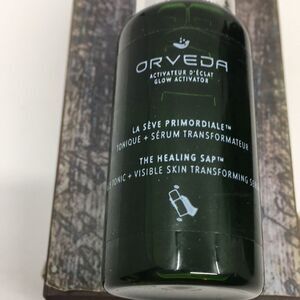 ORVEDA
ACTIVATEUR D'ÉCLAT
GLOW ACTIVATOR
LA SÈVE PRIMORDIALE™
TONIQUE + SÉRUM TRANSFORMATEUR
THE HEALING SAP™
TONIC + VISIBLE SKIN TRANSFORMING